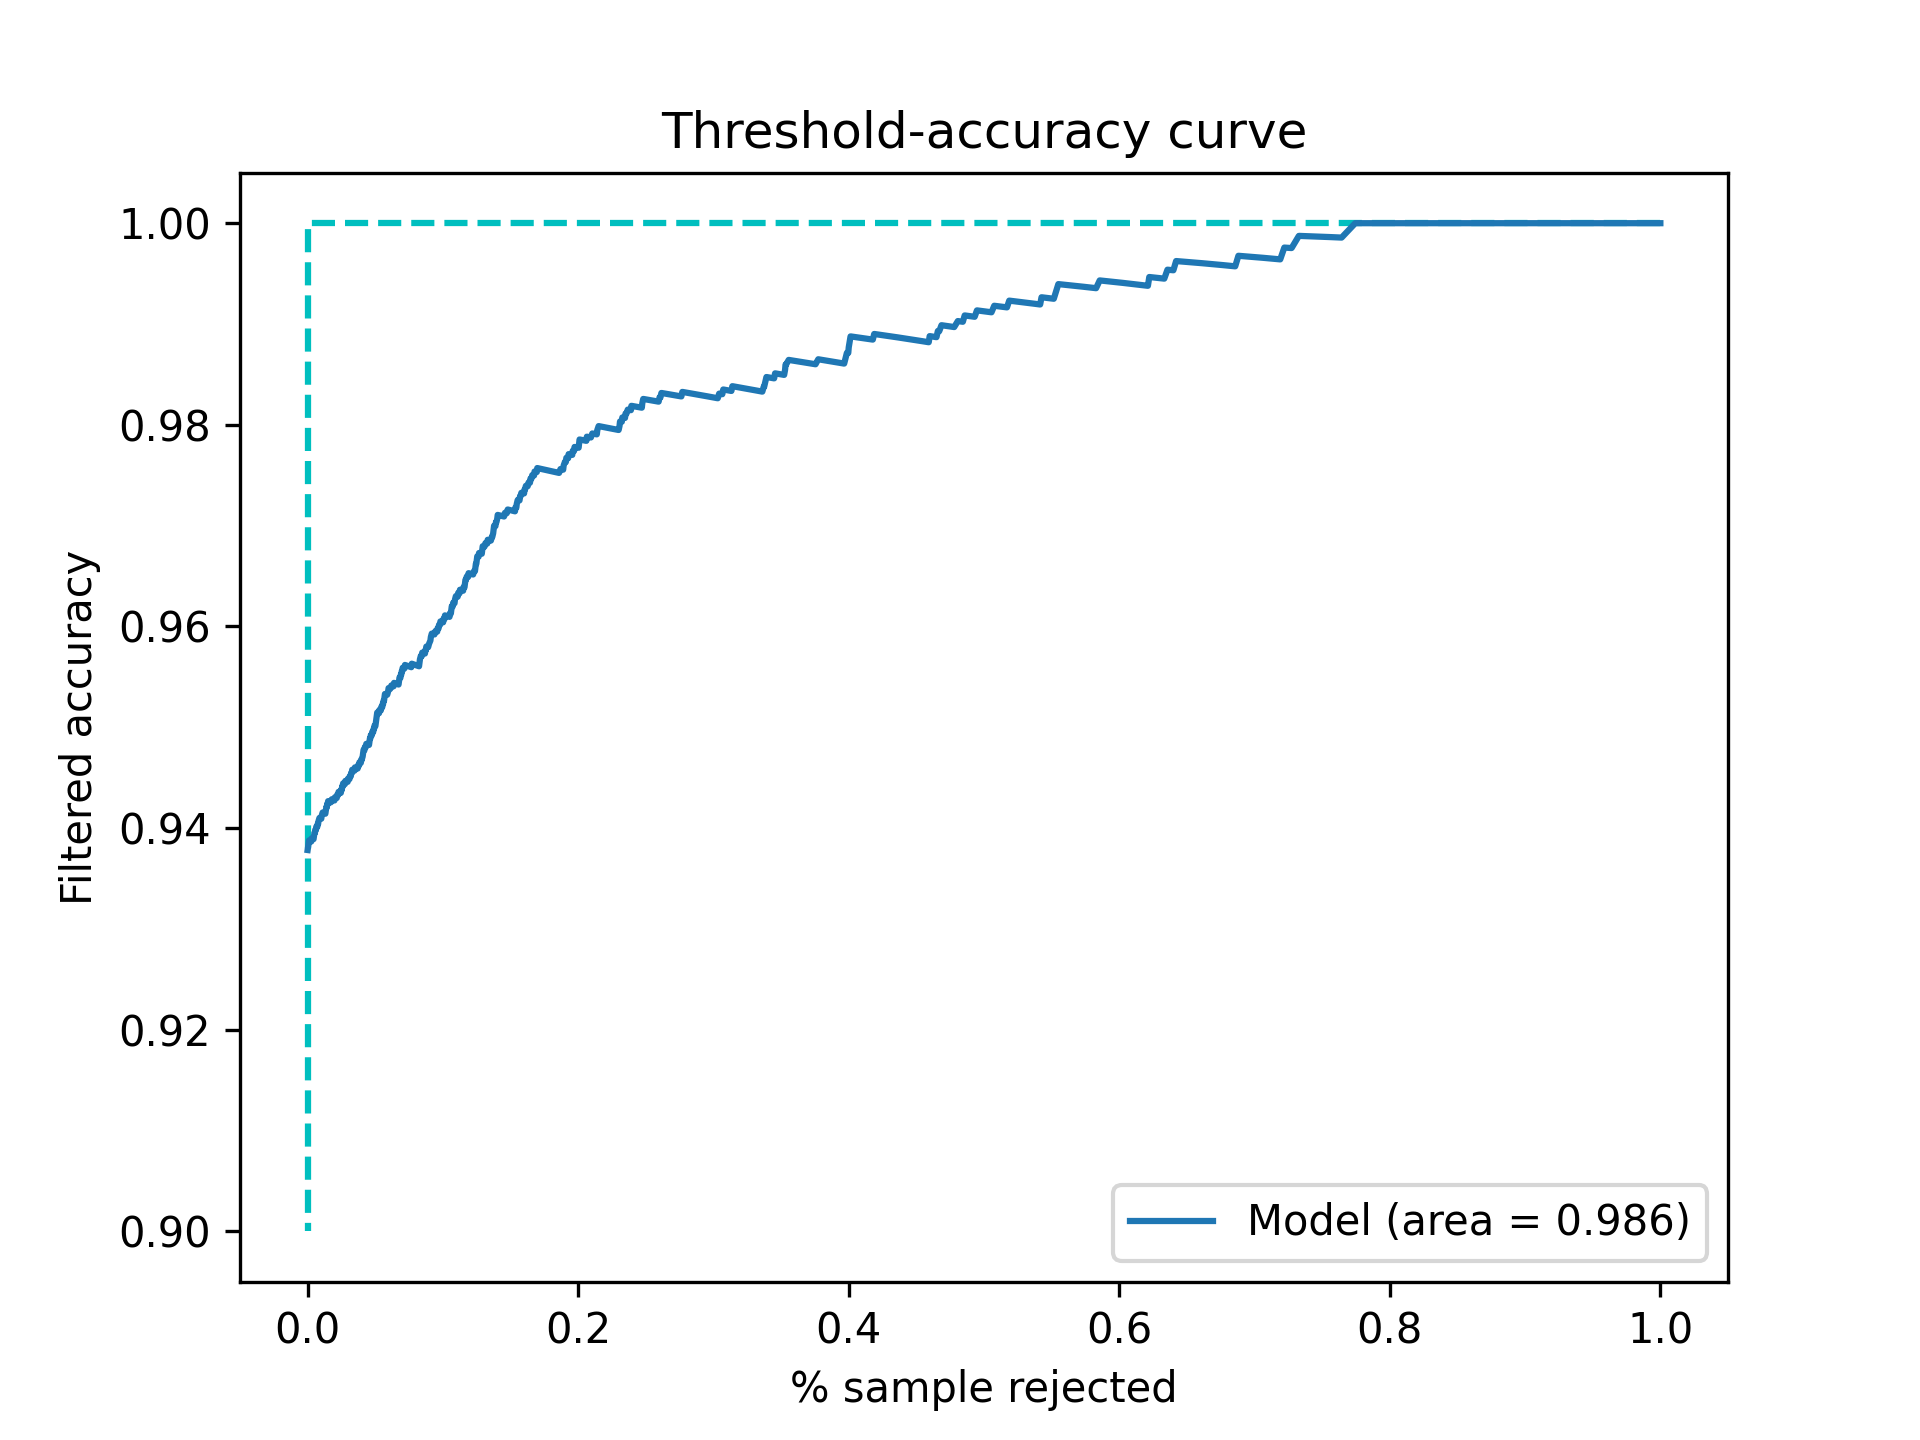 Threshold-accuracy curve
1.00
0.98
0.96
0.94
0.92
0.90
Filtered accuracy
Model (area = 0.986)
0.0 0.2 0.4 0.6 0.8 1.0
% sample rejected